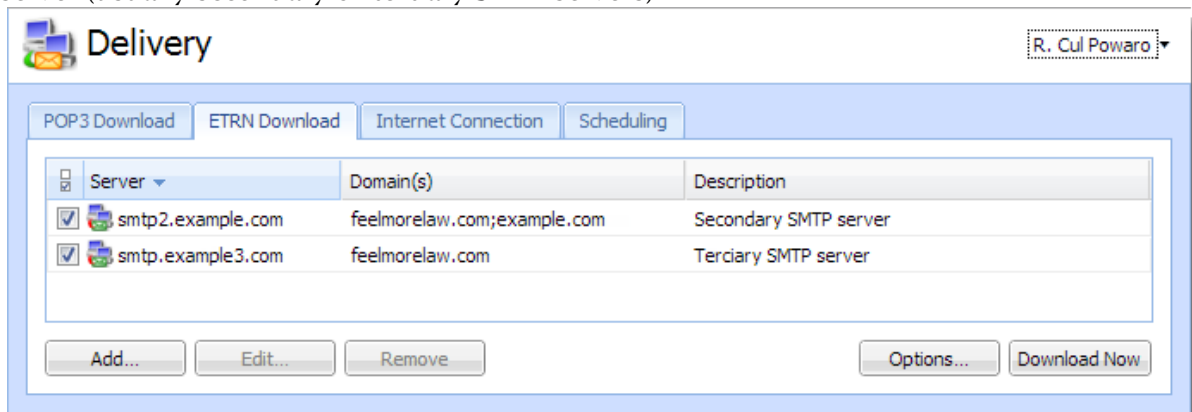 Delivery
R. Cul Powaro
POP3 Download ETRN Download Internet Connection Scheduling
Server Domain(s) Description
smtp2.example.com feelmorelaw.com;example.com Secondary SMTP server
smtp.example3.com feelmorelaw.com Terciary SMTP server
Add... Edit... Remove Options... Download Now